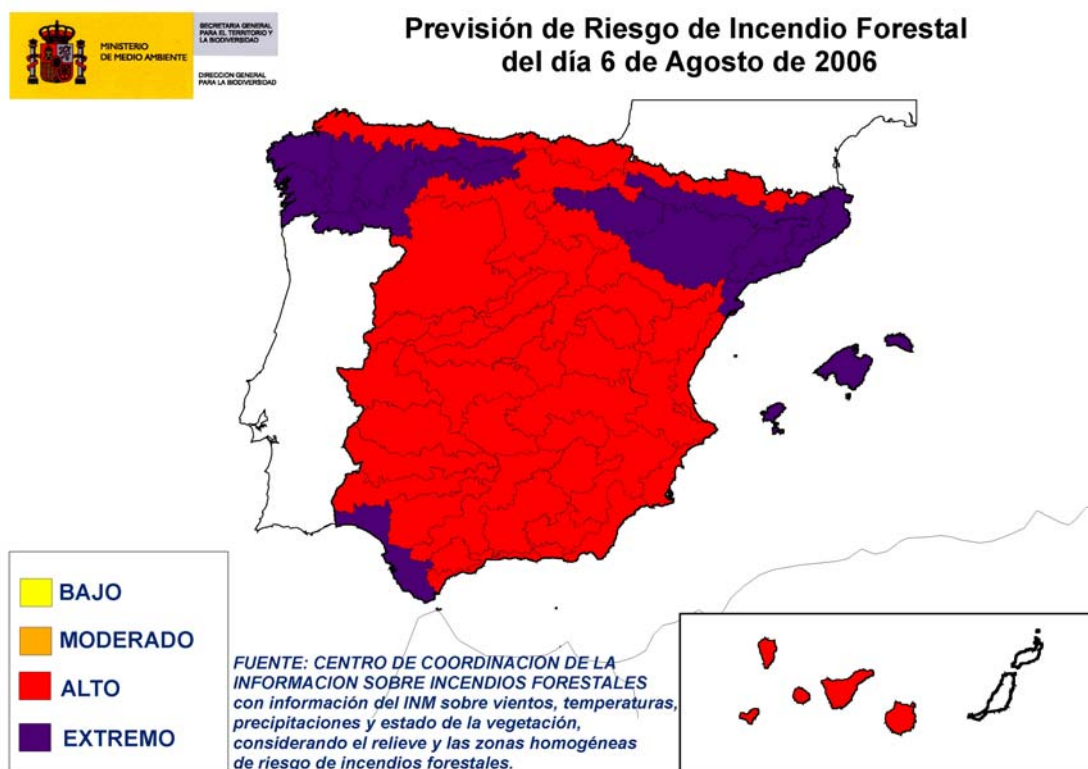 MINISTERIO
DE MEDIO AMBIENTE
SECRETARIA GENERAL
PARA EL TERRITORIO Y
LA BIODIVERSIDAD
DIRECCION GENERAL
PARA LA BIODIVERSIDAD
Previsión de Riesgo de Incendio Forestal
del día 6 de Agosto de 2006
BAJO
MODERADO
ALTO
EXTREMO
FUENTE: CENTRO DE COORDINACION DE LA
INFORMACION SOBRE INCENDIOS FORESTALES
con información del INM sobre vientos, temperaturas,
precipitaciones y estado de la vegetación,
considerando el relieve y las zonas homogéneas
de riesgo de incendios forestales.